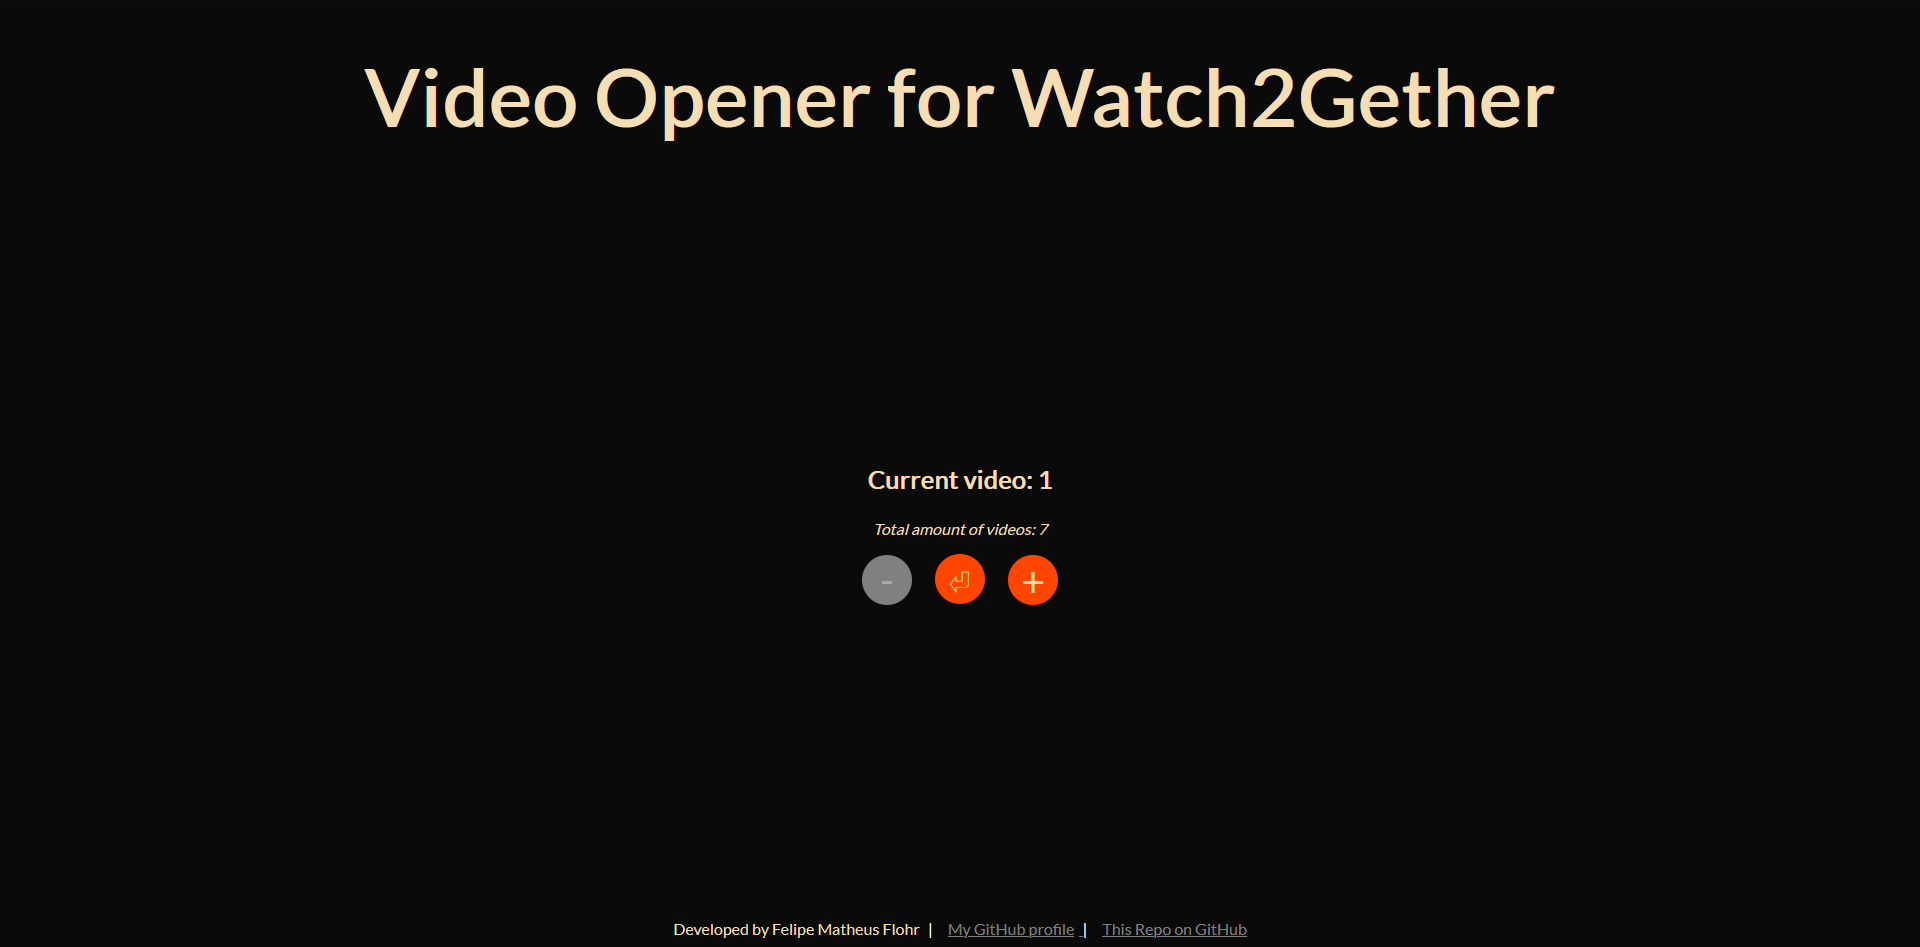 Video Opener for Watch2Gether
Current video: 1
Total amount of videos: 7
- ⏎ +
Developed by Felipe Matheus Flohr | My GitHub profile | This Repo on GitHub